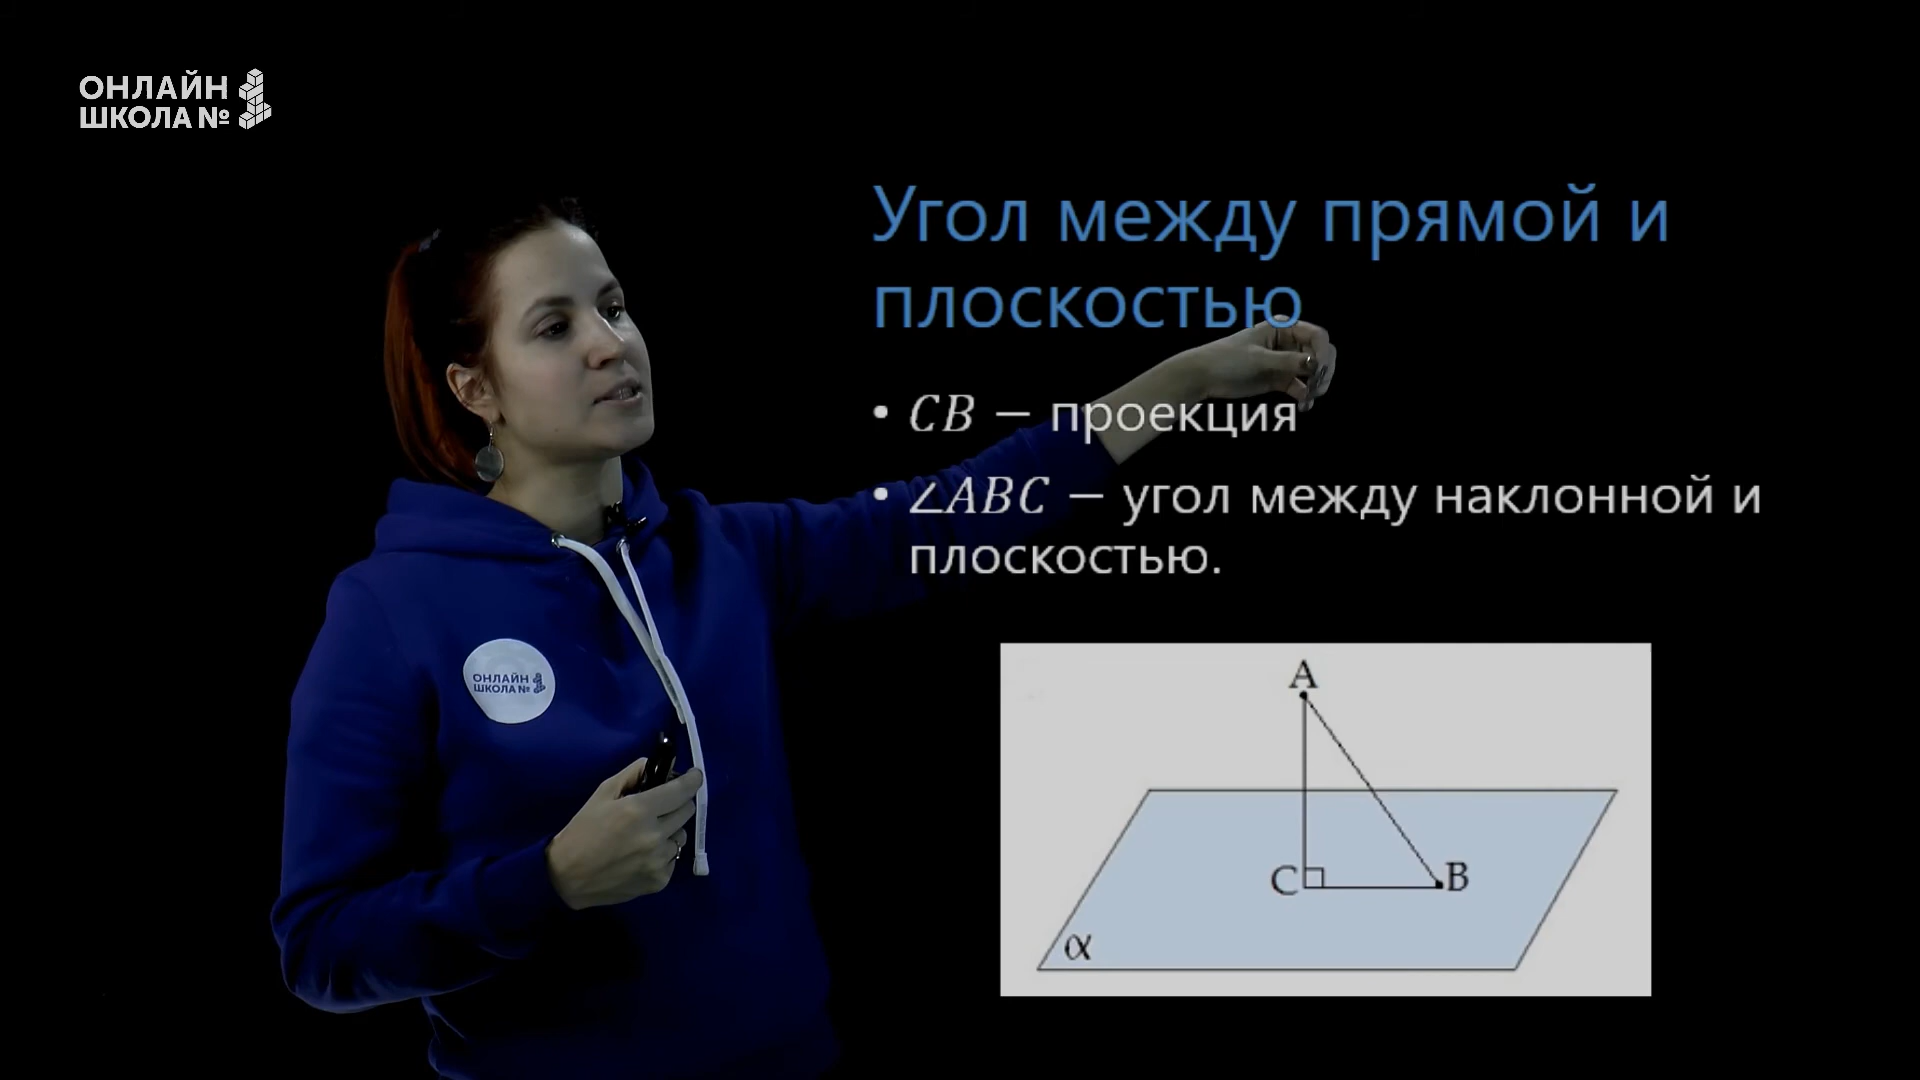 ОНЛАЙН
ШКОЛА №
Угол между прямой и
плоскостью
• CB — проекция
• ∠ABC — угол между наклонной и
плоскостью.
ОНЛАЙН
ШКОЛА №
A
C
B
α